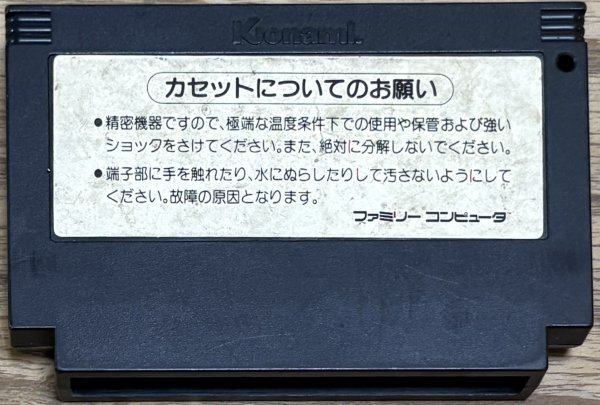 Konami
カセットについてのお願い
●精密機器ですので、極端な温度条件下での使用や保管および強い
ショックをさけてください。また、絶対に分解しないでください。
●端子部に手を触れたり、水にぬらしたりして汚さないようにして
ください。故障の原因となります。
ファミリーコンピュータ